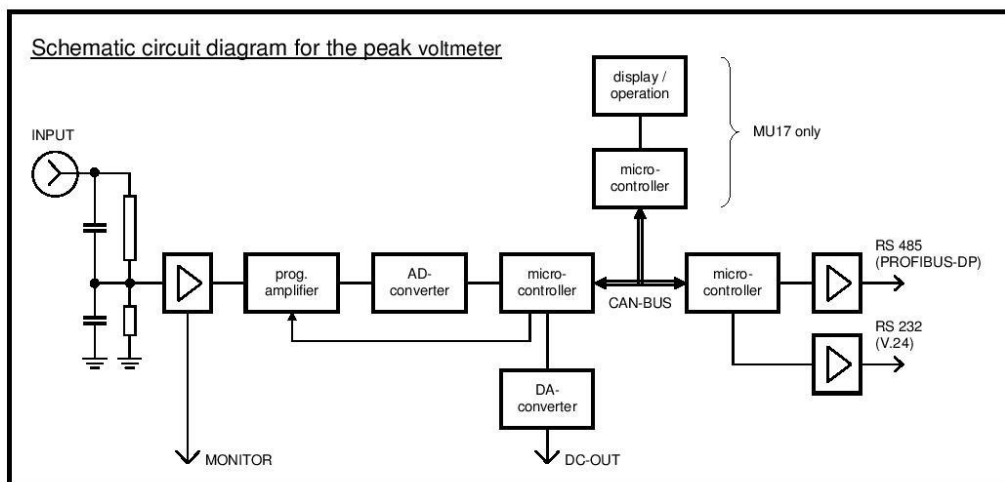 Schematic circuit diagram for the peak voltmeter
display /
operation
INPUT
MU17 only
micro-
controller
RS 485
(PROFIBUS-DP)
prog.
amplifier
AD-
converter
micro-
controller
micro-
controller
CAN-BUS
RS 232
(V.24)
DA-
converter
MONITOR
DC-OUT